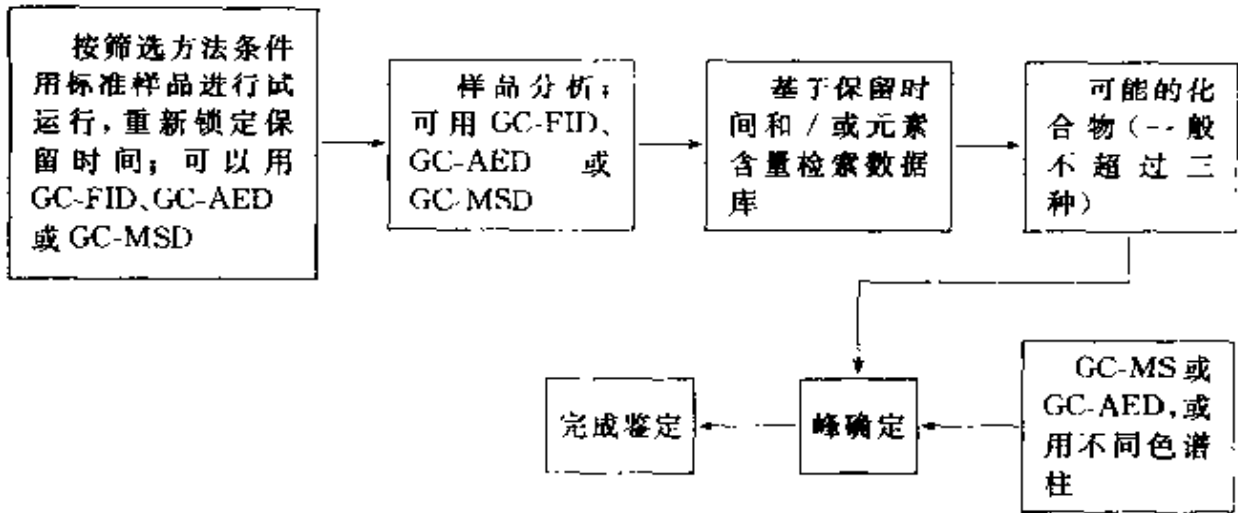 按筛选方法条件
用标准样品进行试
运行,重新锁定保
留时间;可以用
GC-FID、GC-AED
或 GC-MSD
样品分析;
可用 GC-FID、
GC-AED 或
GC-MSD
基于保留时
间和 / 或元素
含量检索数据
库
可能的化
合物(一般
不超过三
种)
GC-MS 或
GC-AED,或
用不同色谱
柱
峰确定
完成鉴定